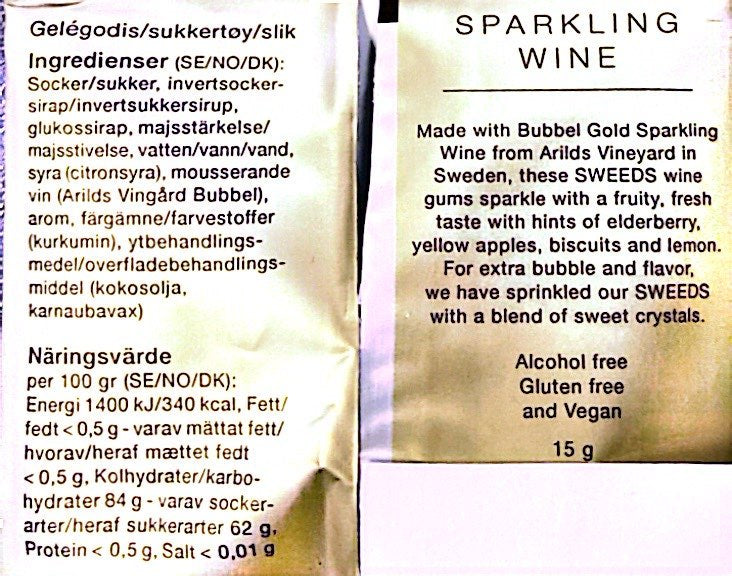 Gelégodis/sukkertøy/slik
Ingredienser (SE/NO/DK):
Socker/sukker, invertsocker-
sirap/invertsukkersirup,
glukossirap, majsstärkelse/
majsstivelse, vatten/vann/vand,
syra (citronsyra), mousserande
vin (Arilds Vingård Bubbel),
arom, färgämne/farvestoffer
(kurkumin), ytbehandlings-
medel/overfladebehandlings-
middel (kokosolja,
karnaubavax)
Näringsvärde
per 100 gr (SE/NO/DK):
Energi 1400 kJ/340 kcal, Fett/
fedt < 0,5 g - varav mättat fett/
hvorav/heraf mættet fedt
< 0,5 g, Kolhydrater/karbo-
hydrater 84 g - varav socker-
arter/heraf sukkerarter 62 g,
Protein < 0,5 g, Salt < 0,01 g
SPARKLING
WINE
Made with Bubbel Gold Sparkling
Wine from Arilds Vineyard in
Sweden, these SWEEDS wine
gums sparkle with a fruity, fresh
taste with hints of elderberry,
yellow apples, biscuits and lemon.
For extra bubble and flavor,
we have sprinkled our SWEEDS
with a blend of sweet crystals.
Alcohol free
Gluten free
and Vegan
15 g